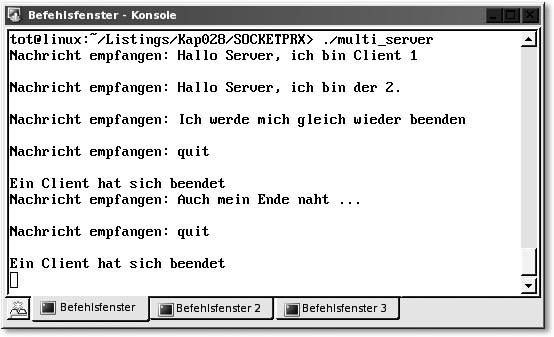 Befehlsfenster - Konsole
tot@linux:~/Listings/Kap028/SOCKETPRX> ./multi_server
Nachricht empfangen: Hallo Server, ich bin Client 1
Nachricht empfangen: Hallo Server, ich bin der 2.
Nachricht empfangen: Ich werde mich gleich wieder beenden
Nachricht empfangen: quit
Ein Client hat sich beendet
Nachricht empfangen: Auch mein Ende naht ...
Nachricht empfangen: quit
Ein Client hat sich beendet
Befehlsfenster Befehlsfenster 2 Befehlsfenster 3